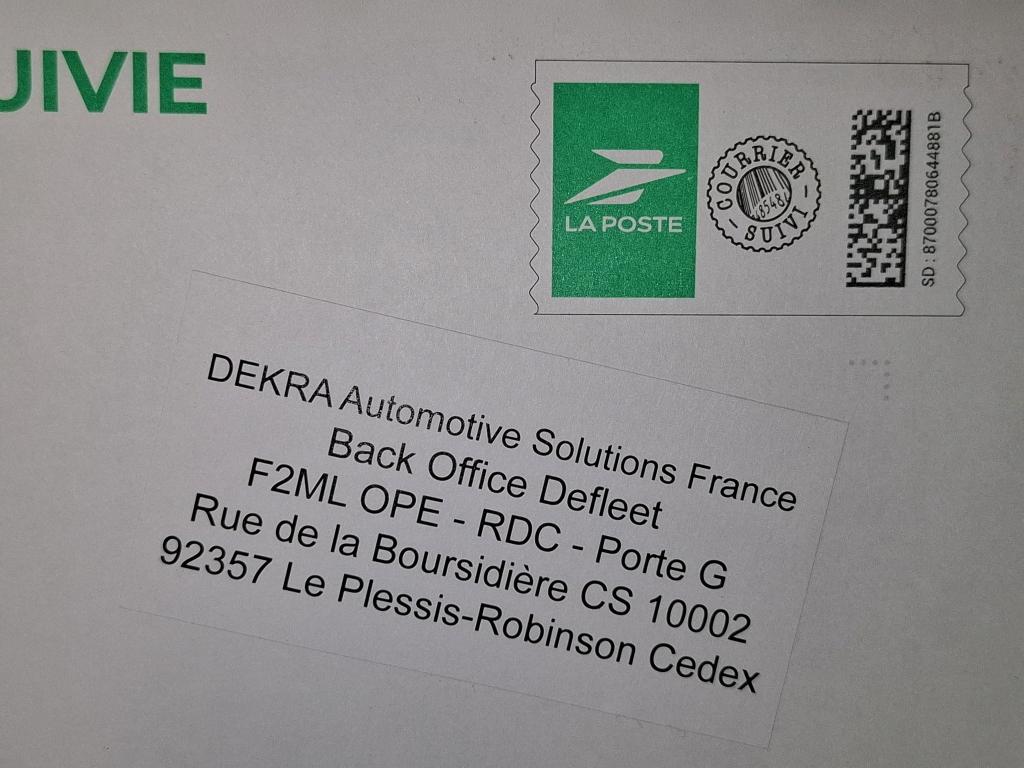 UIVIE
LA POSTE
COURRIER
SUIVI
SD : 87000780644881B
DEKRA Automotive Solutions France
Back Office Defleet
F2ML OPE - RDC - Porte G
Rue de la Boursidière CS 10002
92357 Le Plessis-Robinson Cedex